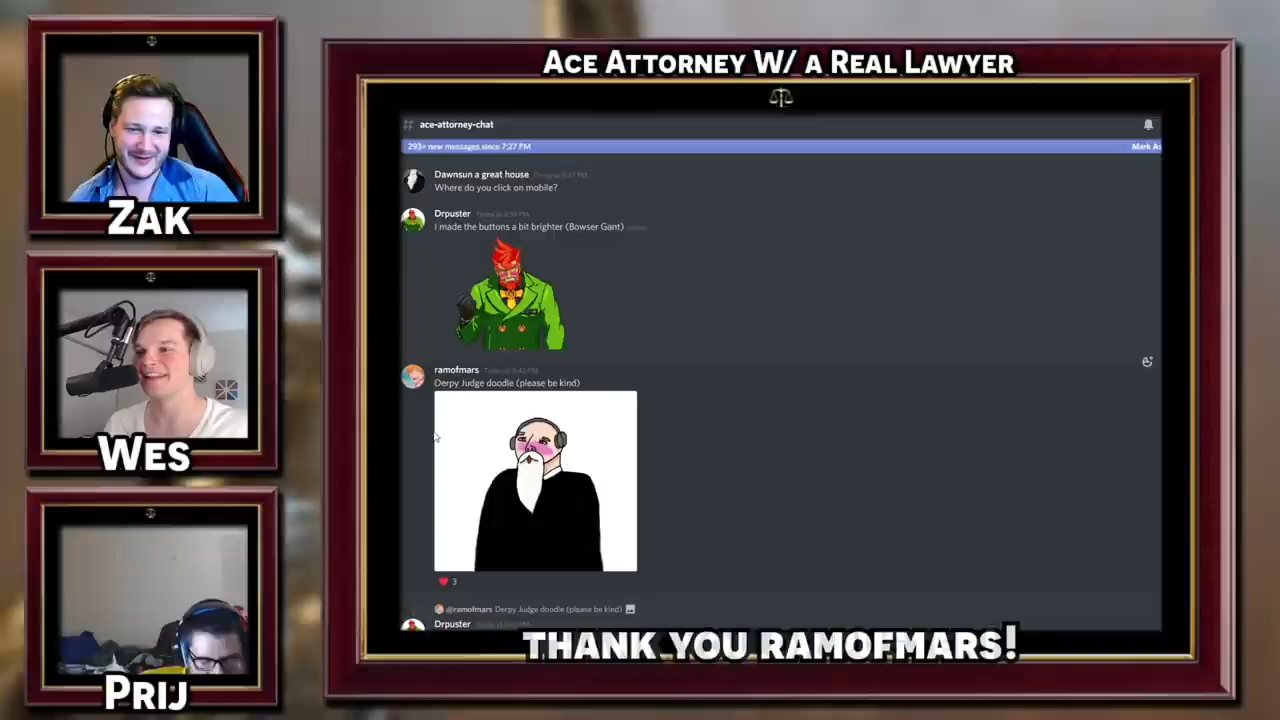 Zak
Wes
Prij
Ace Attorney W/ a Real Lawyer
ace-attorney-chat
293+ new messages since 7:27 PM
Mark As
Dawnsun a great house
Where do you click on mobile?
Drpuster
I made the buttons a bit brighter (Bowser Gant)
ramofmars
Derpy Judge doodle (please be kind)
3
@ramofmars Derpy Judge doodle (please be kind)
Drpuster
THANK YOU RAMOFMARS!